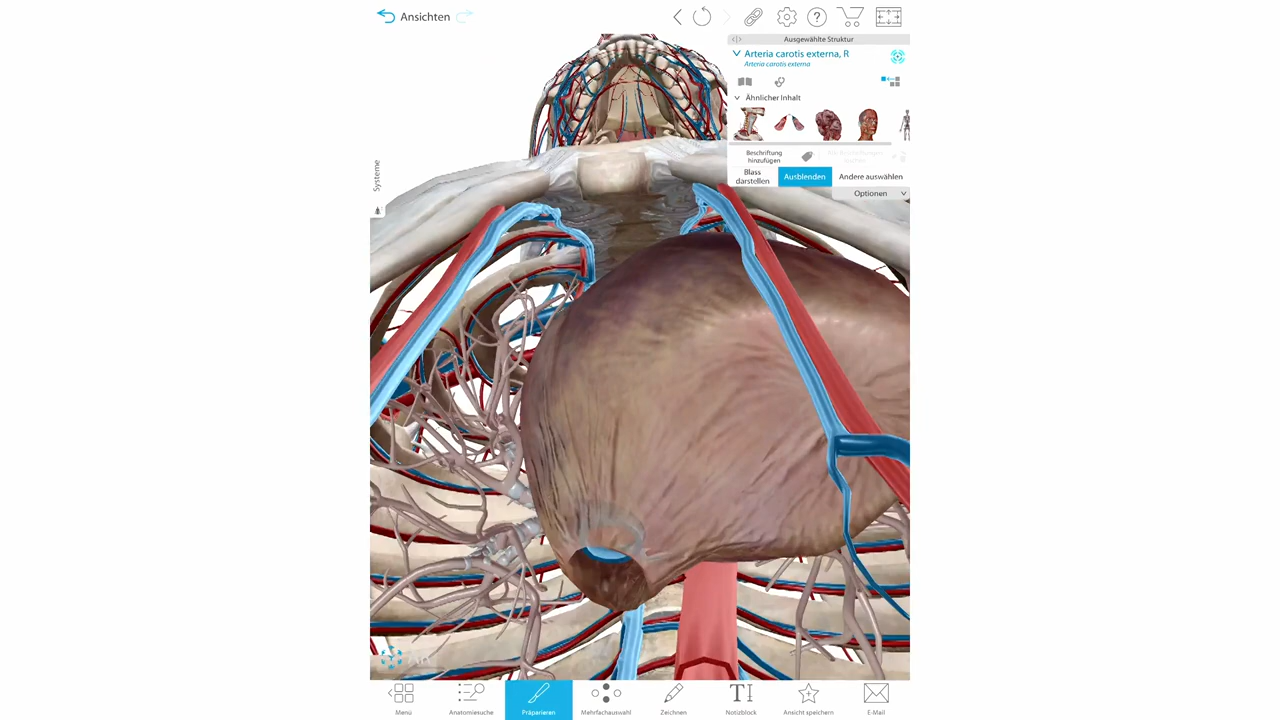 Ansichten
Ausgewählte Struktur
Arteria carotis externa, R
Arteria carotis externa
Ähnlicher Inhalt
Beschriftung
hinzufügen
Blass
darstellen
Ausblenden
Andere auswählen
Optionen
Systeme
Menü
Anatomiesuche
Präparieren
Mehrfachauswahl
Zeichnen
Notizblock
Ansicht speichern
E-Mail